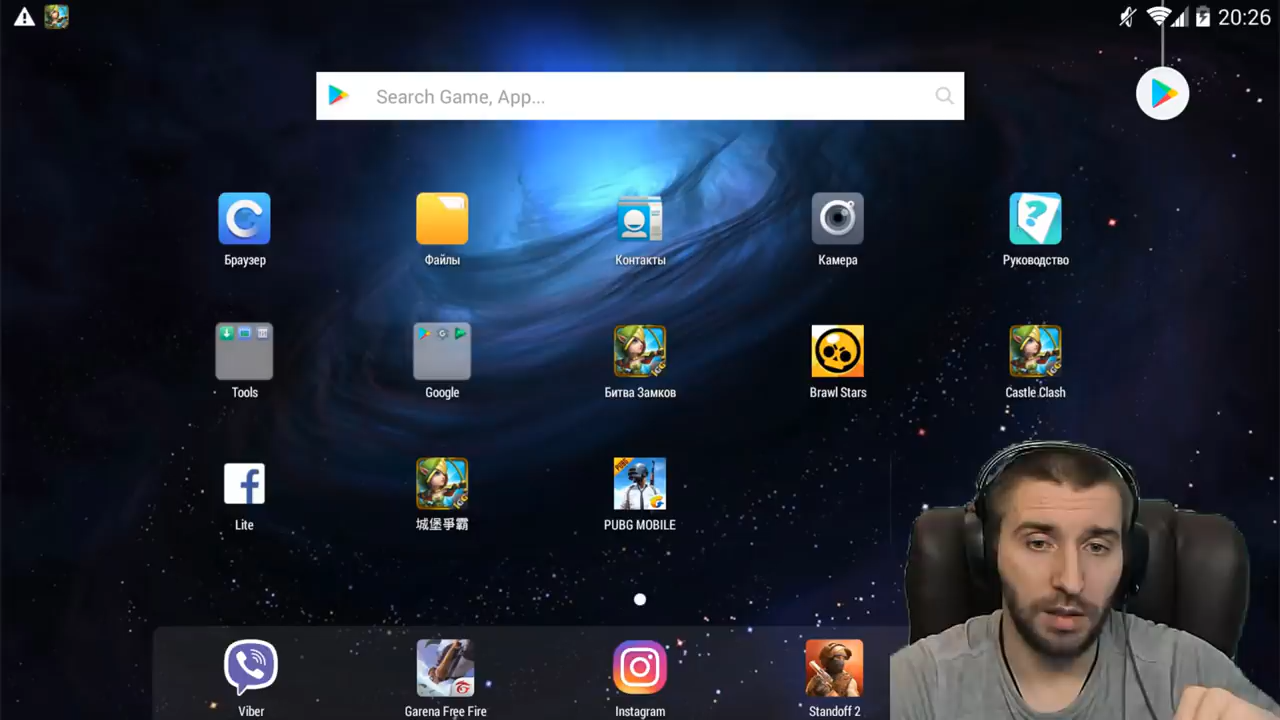 20:26
Search Game, App...
Браузер
Файлы
Контакты
Камера
Руководство
Tools
Google
Битва Замков
Brawl Stars
Castle Clash
Lite
城堡爭霸
PUBG MOBILE
Viber
Garena Free Fire
Instagram
Standoff 2